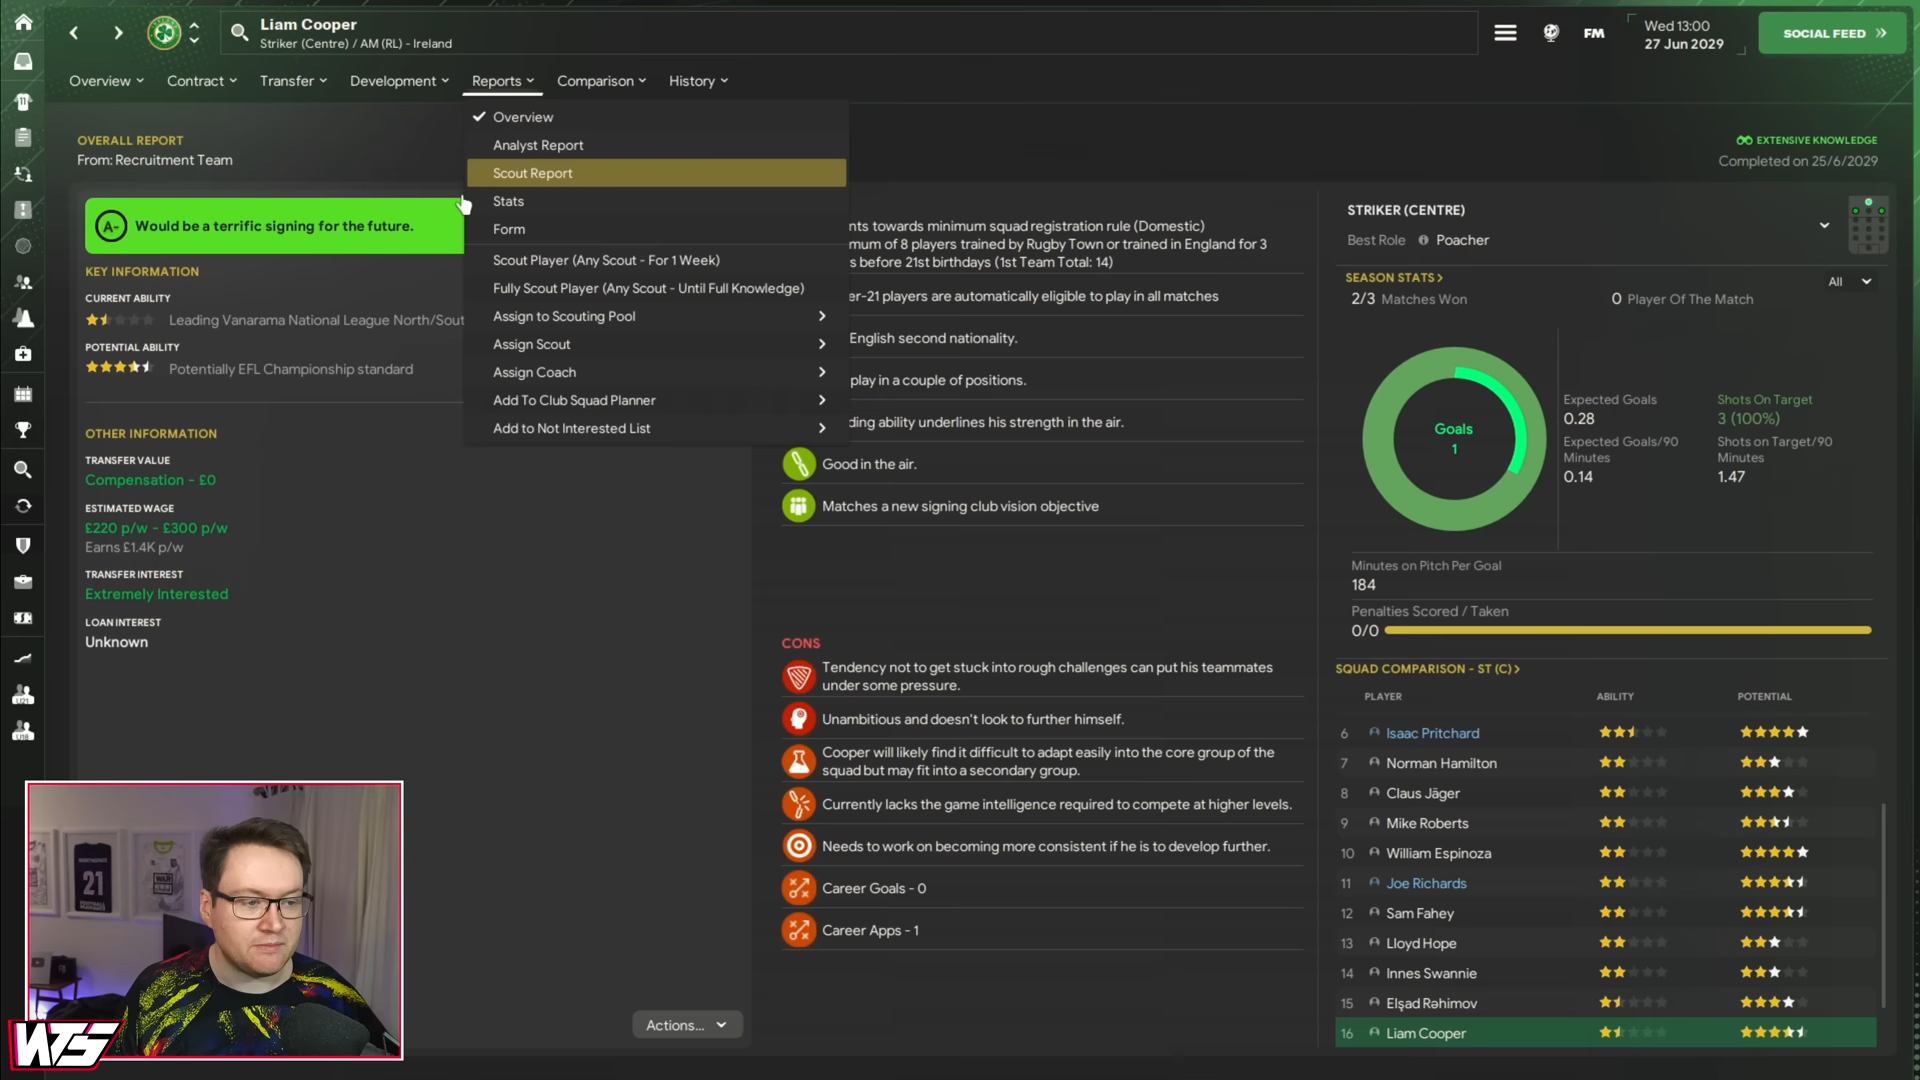 Liam Cooper
Striker (Centre) / AM (RL) - Ireland
FM
Wed 13:00
27 Jun 2029
SOCIAL FEED
Overview
Contract
Transfer
Development
Reports
Comparison
History
Overview
Analyst Report
Scout Report
Stats
Form
Scout Player (Any Scout - For 1 Week)
Fully Scout Player (Any Scout - Until Full Knowledge)
Assign to Scouting Pool
Assign Scout
Assign Coach
Add To Club Squad Planner
Add to Not Interested List
OVERALL REPORT
From: Recruitment Team
EXTENSIVE KNOWLEDGE
Completed on 25/6/2029
A-
Would be a terrific signing for the future.
KEY INFORMATION
CURRENT ABILITY
Leading Vanarama National League North/Sout
POTENTIAL ABILITY
Potentially EFL Championship standard
OTHER INFORMATION
TRANSFER VALUE
Compensation - £0
ESTIMATED WAGE
£220 p/w - £300 p/w
Earns £1.4K p/w
TRANSFER INTEREST
Extremely Interested
LOAN INTEREST
Unknown
nts towards minimum squad registration rule (Domestic)
mum of 8 players trained by Rugby Town or trained in England for 3
s before 21st birthdays (1st Team Total: 14)
er-21 players are automatically eligible to play in all matches
English second nationality.
play in a couple of positions.
ding ability underlines his strength in the air.
Good in the air.
Matches a new signing club vision objective
CONS
Tendency not to get stuck into rough challenges can put his teammates
under some pressure.
Unambitious and doesn't look to further himself.
Cooper will likely find it difficult to adapt easily into the core group of the
squad but may fit into a secondary group.
Currently lacks the game intelligence required to compete at higher levels.
Needs to work on becoming more consistent if he is to develop further.
Career Goals - 0
Career Apps - 1
Actions...
STRIKER (CENTRE)
Best Role Poacher
SEASON STATS
All
2/3 Matches Won
0 Player Of The Match
Goals
1
Expected Goals
0.28
Expected Goals/90
Minutes
0.14
Shots On Target
3 (100%)
Shots on Target/90
Minutes
1.47
Minutes on Pitch Per Goal
184
Penalties Scored / Taken
0/0
SQUAD COMPARISON - ST (C)
PLAYER ABILITY POTENTIAL
6 Isaac Pritchard
7 Norman Hamilton
8 Claus Jäger
9 Mike Roberts
10 William Espinoza
11 Joe Richards
12 Sam Fahey
13 Lloyd Hope
14 Innes Swannie
15 Elşad Rəhimov
16 Liam Cooper
11
U21
U18
21
WTS